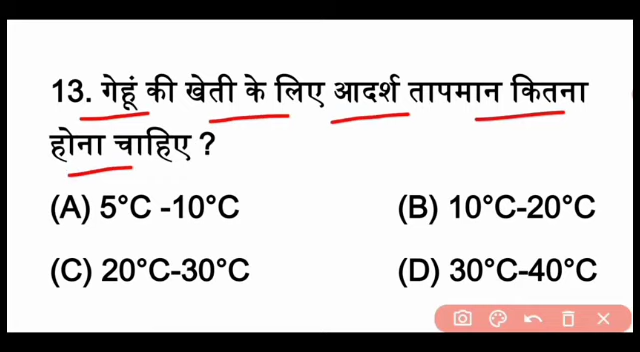 13. गेहूं की खेती के लिए आदर्श तापमान कितना
होना चाहिए ?
(A) 5°C -10°C
(B) 10°C-20°C
(C) 20°C-30°C
(D) 30°C-40°C